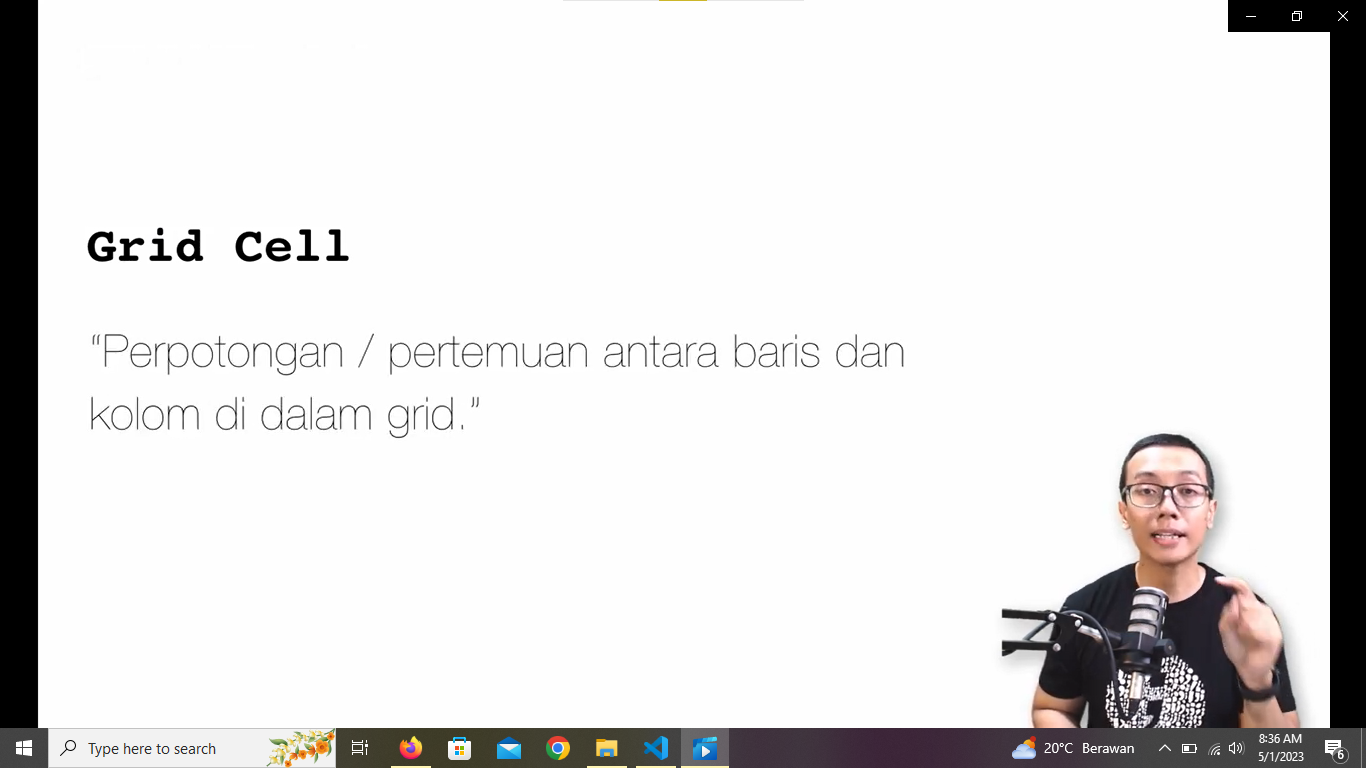 Grid Cell
“Perpotongan / pertemuan antara baris dan
kolom di dalam grid.”
Type here to search
20°C Berawan
8:36 AM
5/1/2023
6